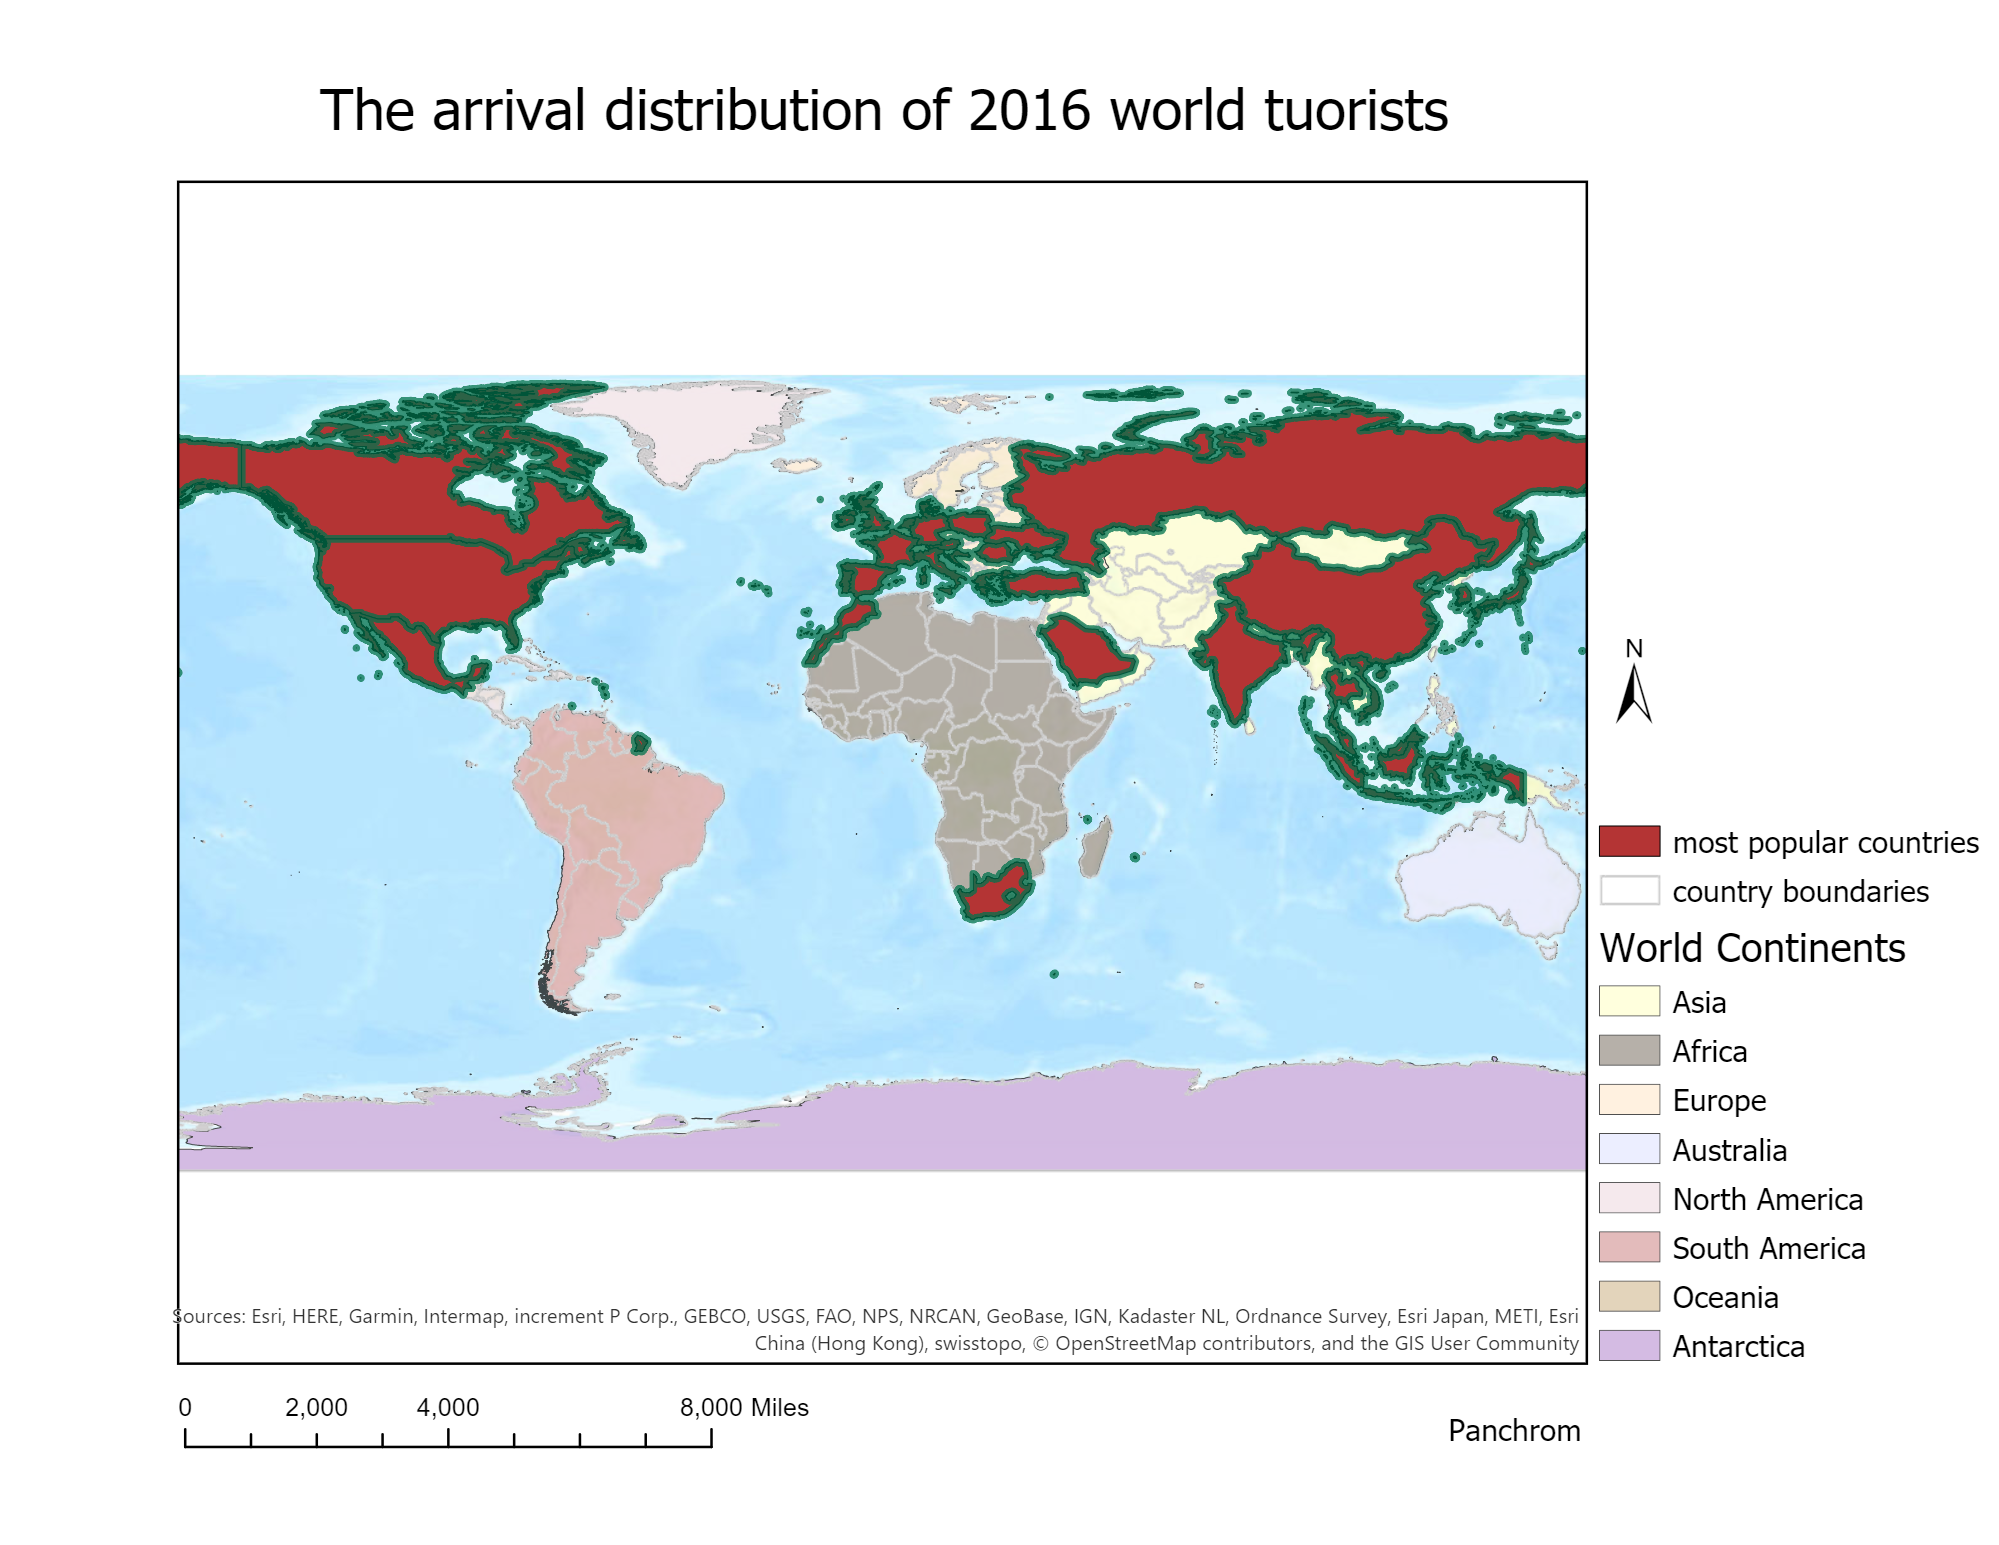 The arrival distribution of 2016 world tuorists
N
most popular countries
country boundaries
World Continents
Asia
Africa
Europe
Australia
North America
South America
Oceania
Antarctica
Sources: Esri, HERE, Garmin, Intermap, increment P Corp., GEBCO, USGS, FAO, NPS, NRCAN, GeoBase, IGN, Kadaster NL, Ordnance Survey, Esri Japan, METI, Esri
China (Hong Kong), swisstopo, © OpenStreetMap contributors, and the GIS User Community
0 2,000 4,000 8,000 Miles
Panchrom